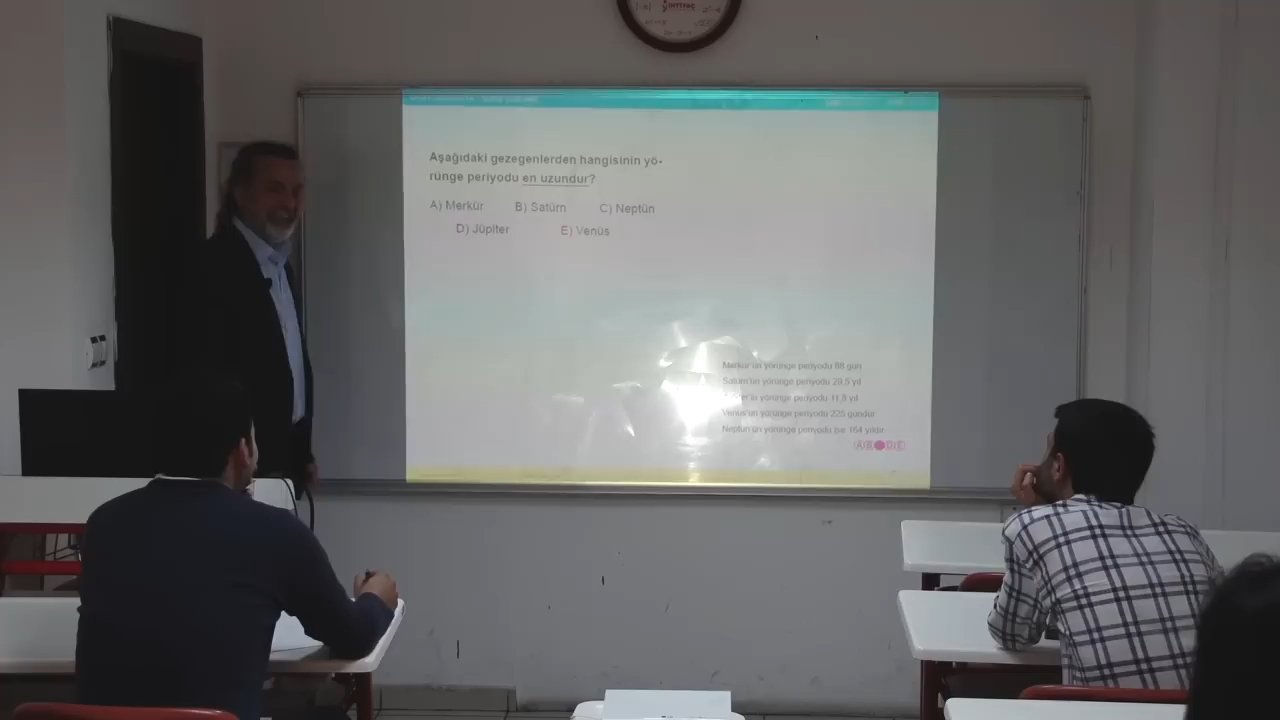 Aşağıdaki gezegenlerden hangisinin yö-
rünge periyodu en uzundur?
A) Merkür B) Satürn C) Neptün
D) Jüpiter E) Venüs
Merkür'ün yörünge periyodu 88 gün
Satürn'ün yörünge periyodu 29,5 yıl
yörünge periyodu 11,8 yıl
Venüs'ün yörünge periyodu 225 gündür
Neptün'ün yörünge periyodu ise 164 yıldır.
A B D E